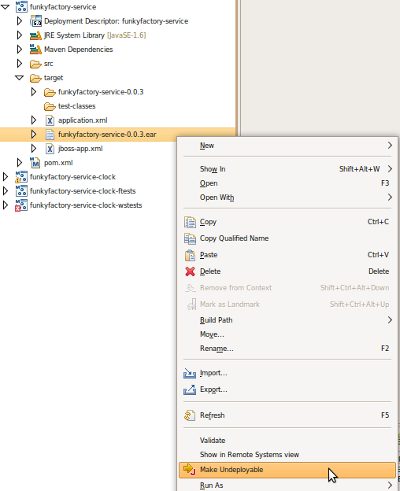 funkyfactory-service
Deployment Descriptor: funkyfactory-service
JRE System Library [JavaSE-1.6]
Maven Dependencies
src
target
funkyfactory-service-0.0.3
test-classes
application.xml
funkyfactory-service-0.0.3.ear
jboss-app.xml
pom.xml
funkyfactory-service-clock
funkyfactory-service-clock-ftests
funkyfactory-service-clock-wstests
New
Show In Shift+Alt+W
Open F3
Open With
Copy Ctrl+C
Copy Qualified Name
Paste Ctrl+V
Delete Delete
Remove from Context Shift+Ctrl+Alt+Down
Mark as Landmark Shift+Ctrl+Alt+Up
Build Path
Move...
Rename... F2
Import...
Export...
Refresh F5
Validate
Show in Remote Systems view
Make Undeployable
Run As